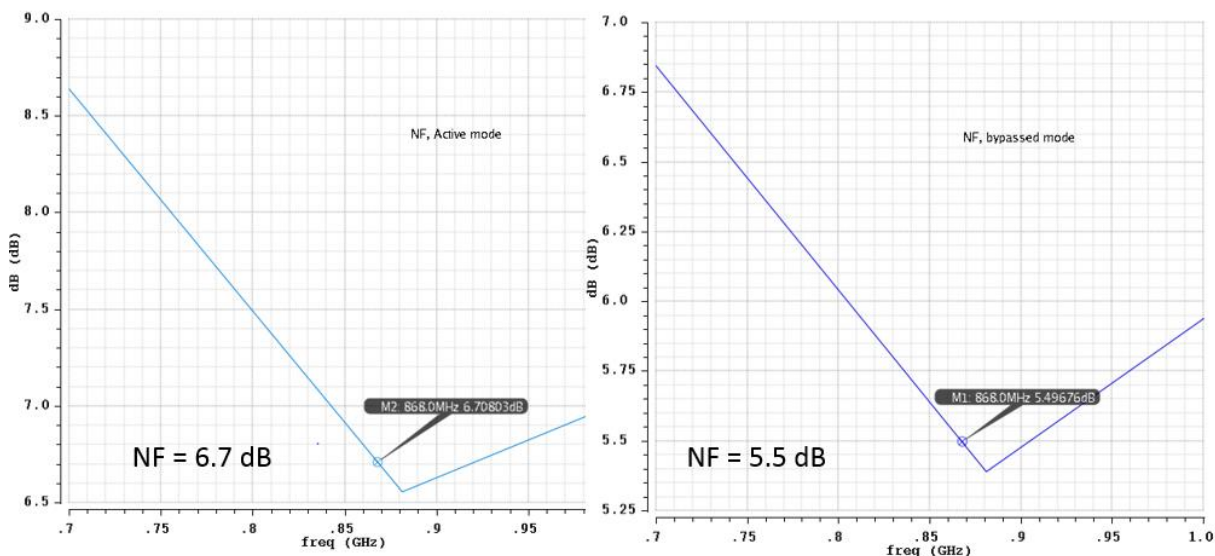 9.0
8.5
8.0
7.5
7.0
6.5
dB (dB)
NF, Active mode
M2: 868.0MHz 6.70803dB
NF = 6.7 dB
.7
.75
.8
.85
.9
.95
freq (GHz)
7.0
6.75
6.5
6.25
6.0
5.75
5.5
5.25
dB (dB)
NF, bypassed mode
M1: 868.0MHz 5.49676dB
NF = 5.5 dB
.7
.75
.8
.85
.9
.95
1.0
freq (GHz)